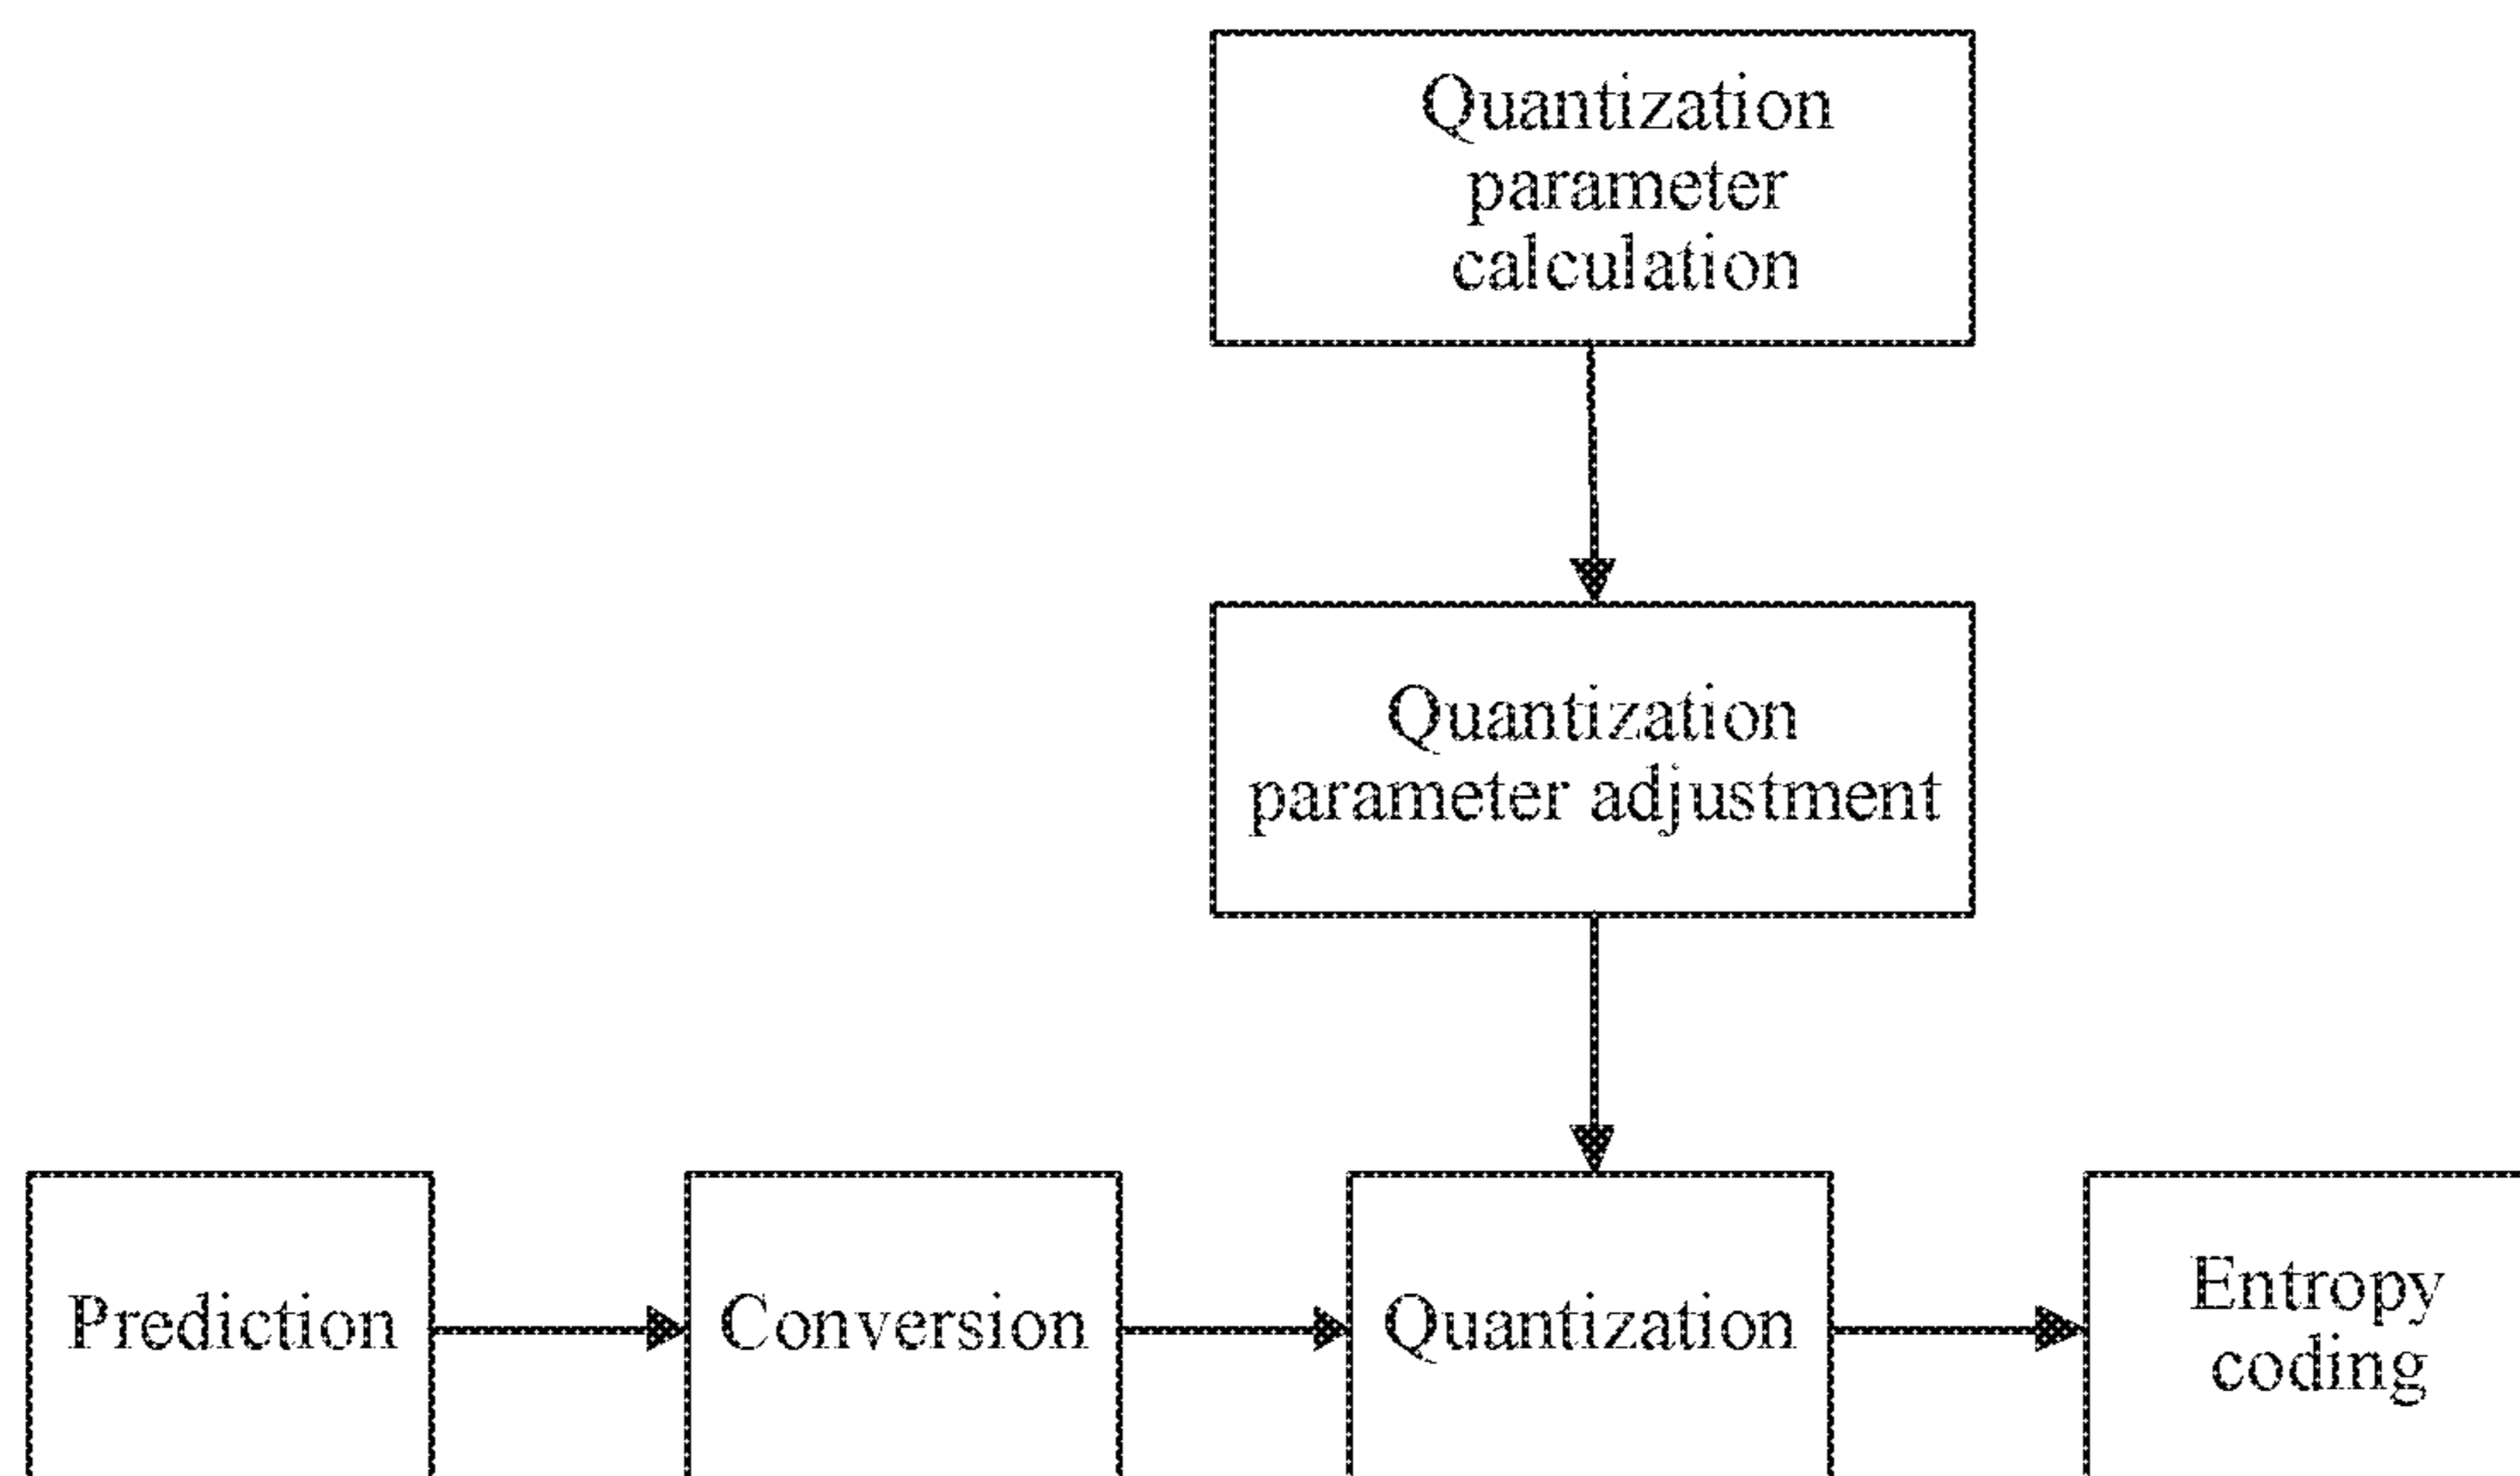 Quantization
parameter
calculation
Quantization
parameter adjustment
Prediction
Conversion
Quantization
Entropy
coding